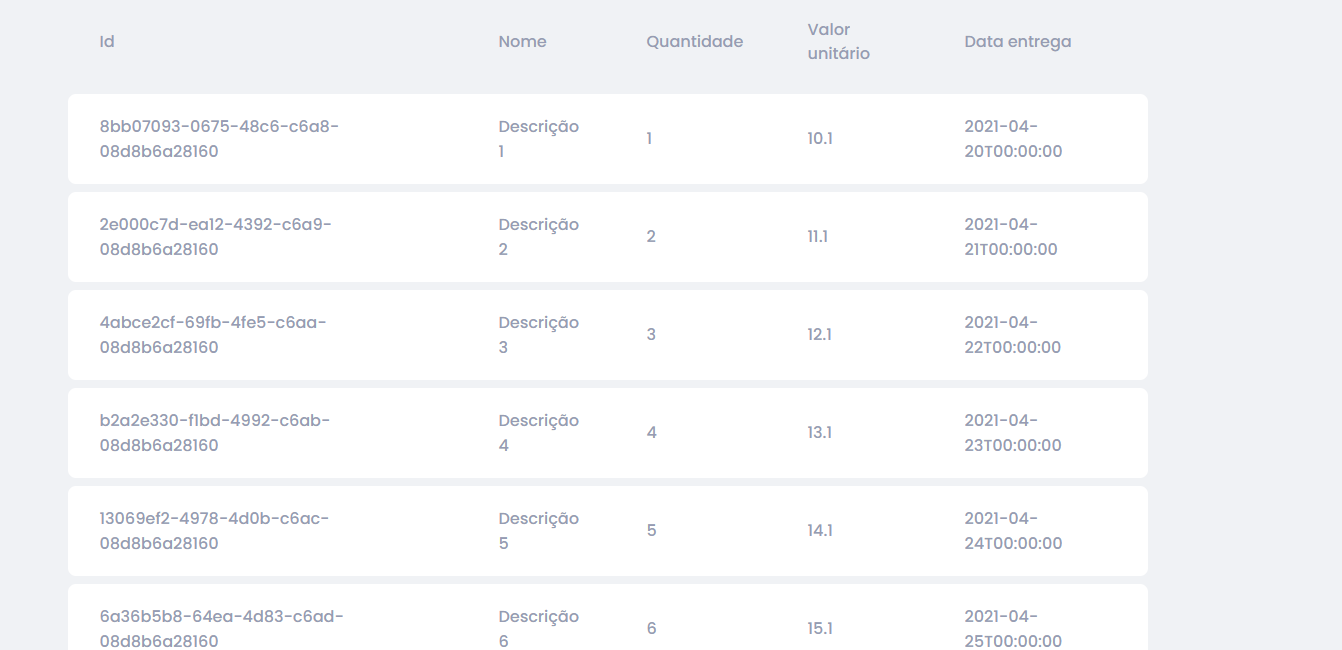 Id Nome Quantidade Valor Data entrega
unitário
8bb07093-0675-48c6-c6a8- Descrição 1 10.1 2021-04-
08d8b6a28160 1 20T00:00:00
2e000c7d-ea12-4392-c6a9- Descrição 2 11.1 2021-04-
08d8b6a28160 2 21T00:00:00
4abce2cf-69fb-4fe5-c6aa- Descrição 3 12.1 2021-04-
08d8b6a28160 3 22T00:00:00
b2a2e330-f1bd-4992-c6ab- Descrição 4 13.1 2021-04-
08d8b6a28160 4 23T00:00:00
13069ef2-4978-4d0b-c6ac- Descrição 5 14.1 2021-04-
08d8b6a28160 5 24T00:00:00
6a36b5b8-64ea-4d83-c6ad- Descrição 6 15.1 2021-04-
08d8b6a28160 6 25T00:00:00